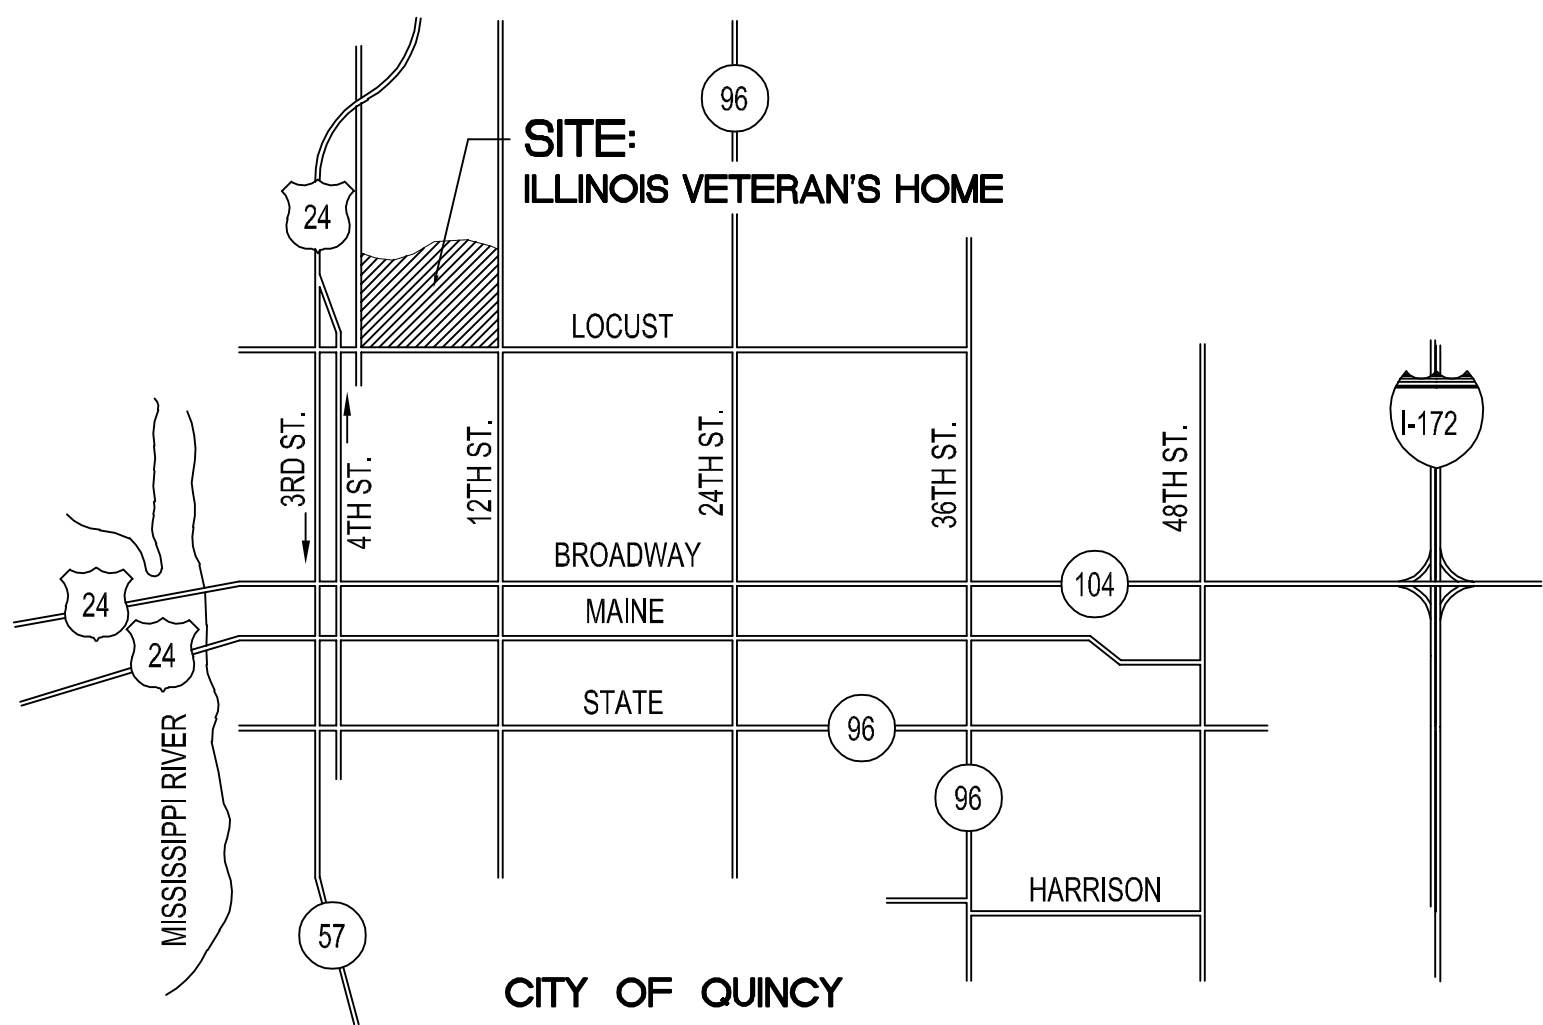 96
SITE:
ILLINOIS VETERAN'S HOME
24
LOCUST
3RD ST.
4TH ST.
12TH ST.
24TH ST.
36TH ST.
48TH ST.
I-172
BROADWAY
104
24
MAINE
24
STATE
96
MISSISSIPPI RIVER
96
HARRISON
57
CITY OF QUINCY